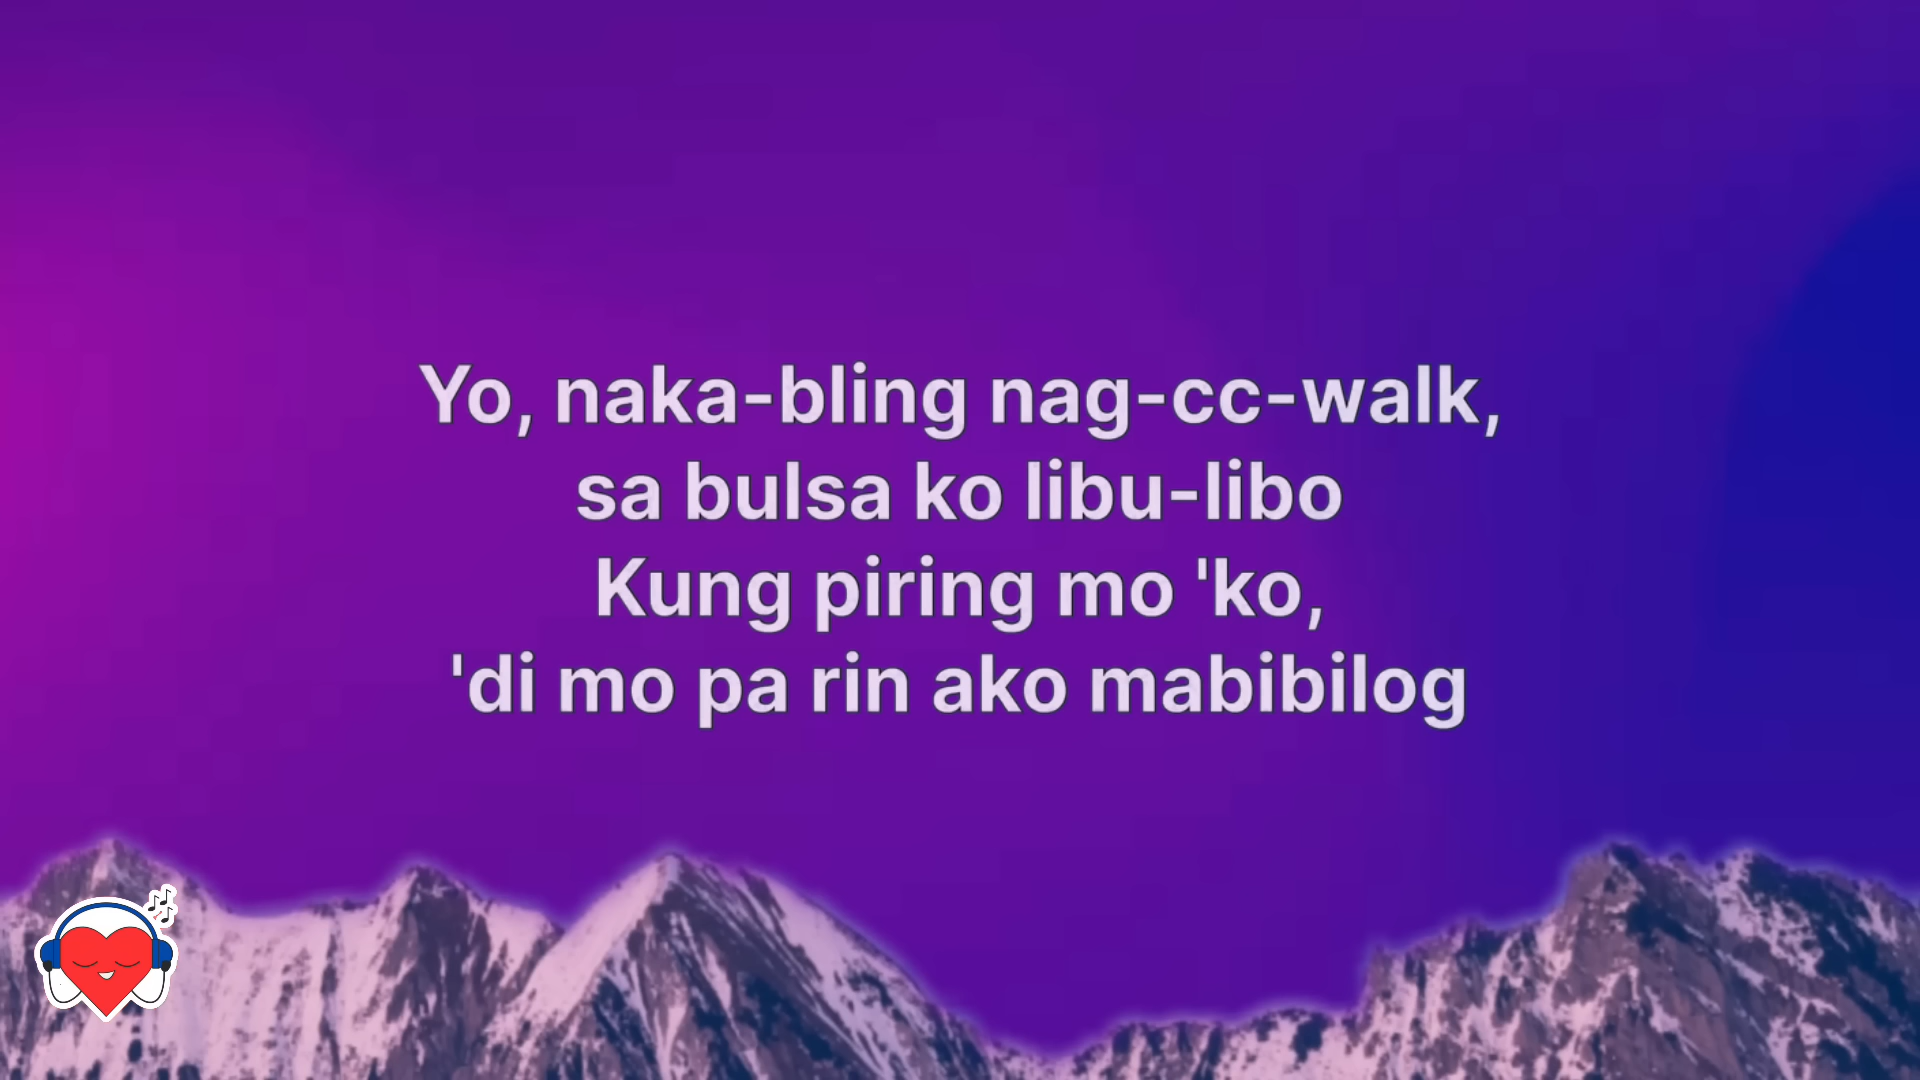 Yo, naka-bling nag-cc-walk,
sa bulsa ko libu-libo
Kung piring mo 'ko,
'di mo pa rin ako mabibilog